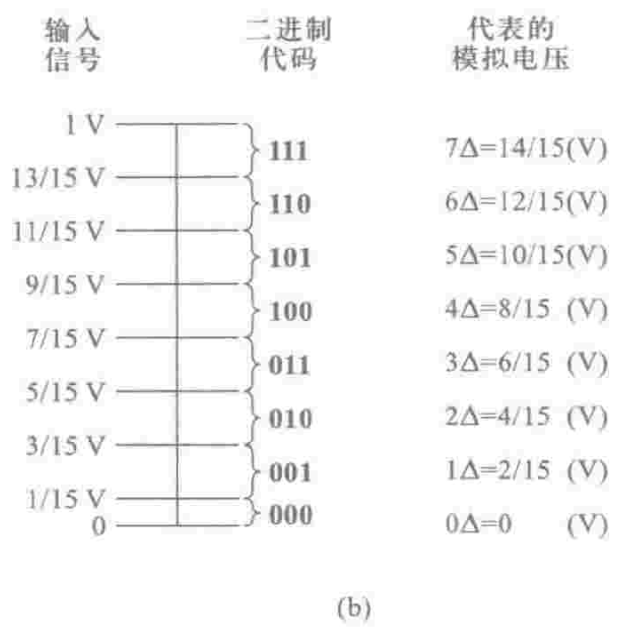 输入 二进制 代表的
信号 代码 模拟电压
1 V
111 7Δ=14/15(V)
13/15 V
110 6Δ=12/15(V)
11/15 V
101 5Δ=10/15(V)
9/15 V
100 4Δ=8/15 (V)
7/15 V
011 3Δ=6/15 (V)
5/15 V
010 2Δ=4/15 (V)
3/15 V
001 1Δ=2/15 (V)
1/15 V
000 0Δ=0 (V)
0
(b)